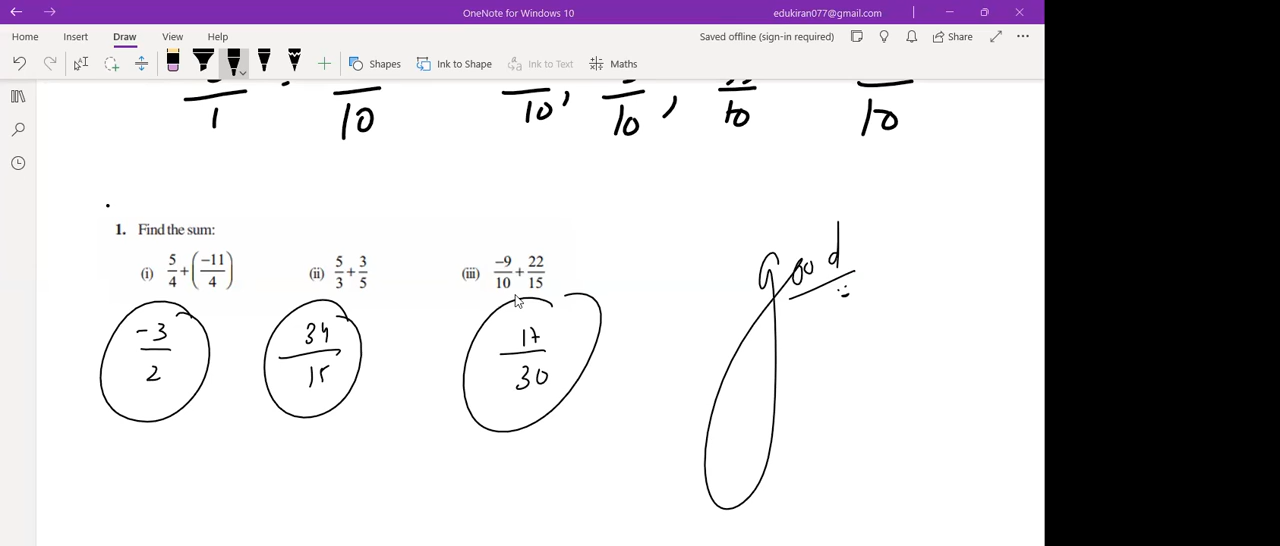 OneNote for Windows 10
edukiran077@gmail.com
Home Insert Draw View Help
Saved offline (sign-in required)
Share
Shapes
Ink to Shape
Ink to Text
Maths
1 10 10, 10, 10 10
1. Find the sum:
(i) 5/4 + (-11/4) (ii) 5/3 + 3/5 (iii) -9/10 + 22/15
-3/2 34/15 17/30
good